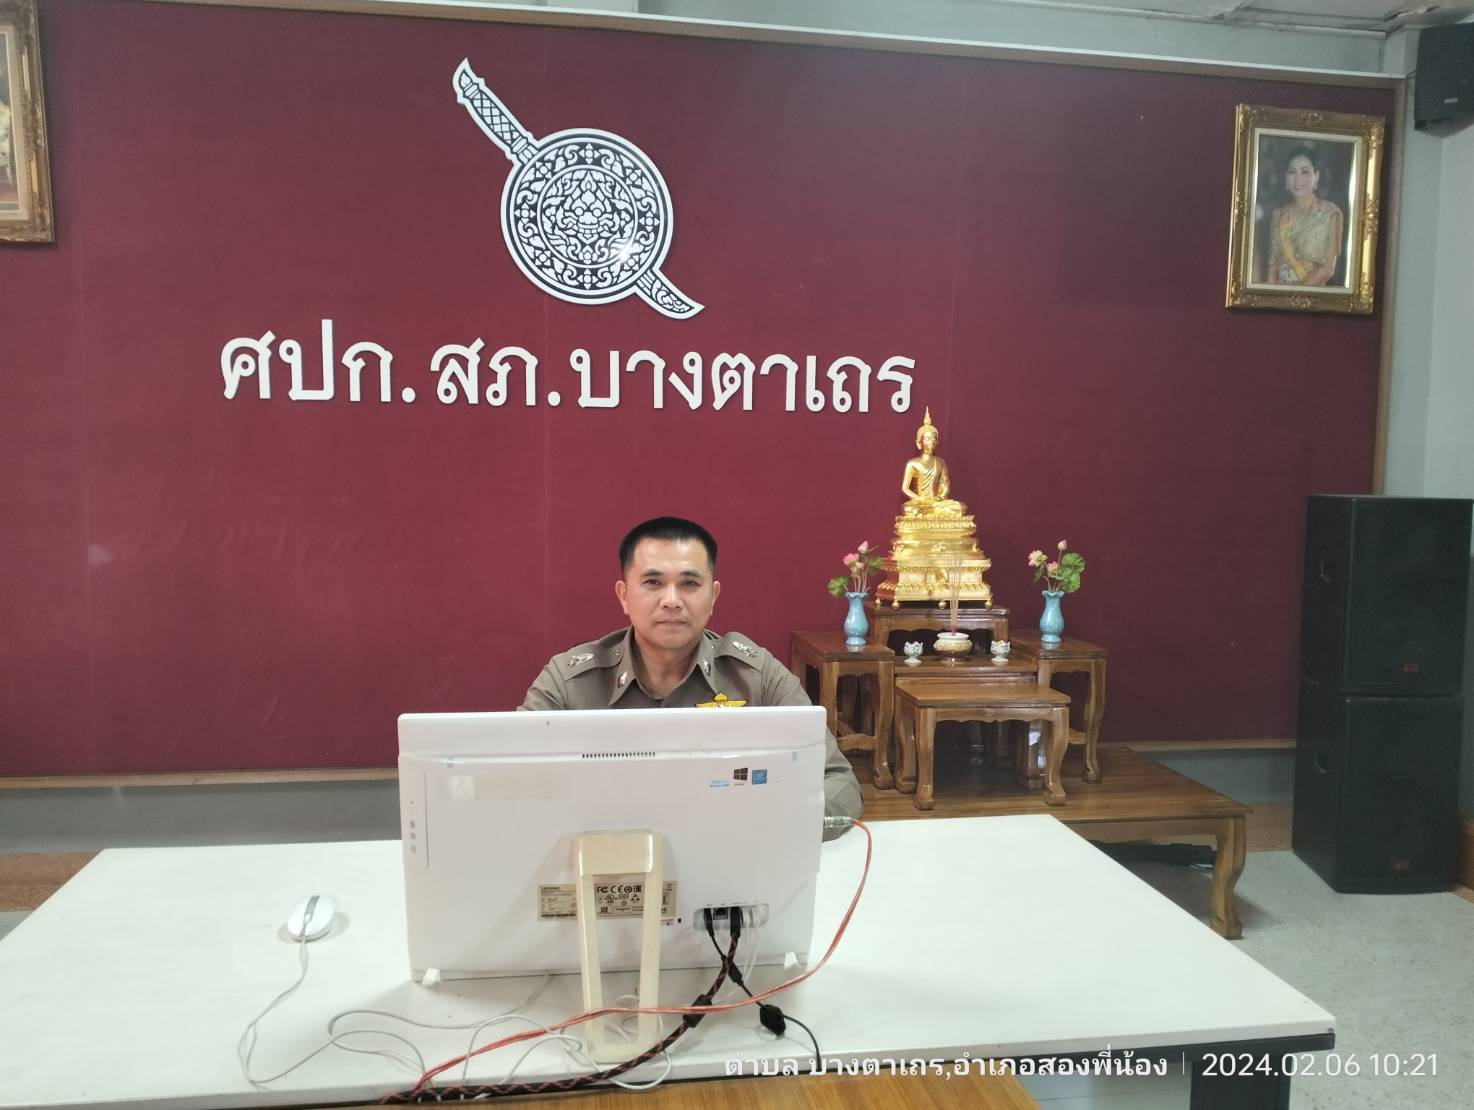 ศปก.สภ.บางตาเถร
Lenovo
ตำบล บางตาเถร,อำเภอสองพี่น้อง | 2024.02.06 10:21